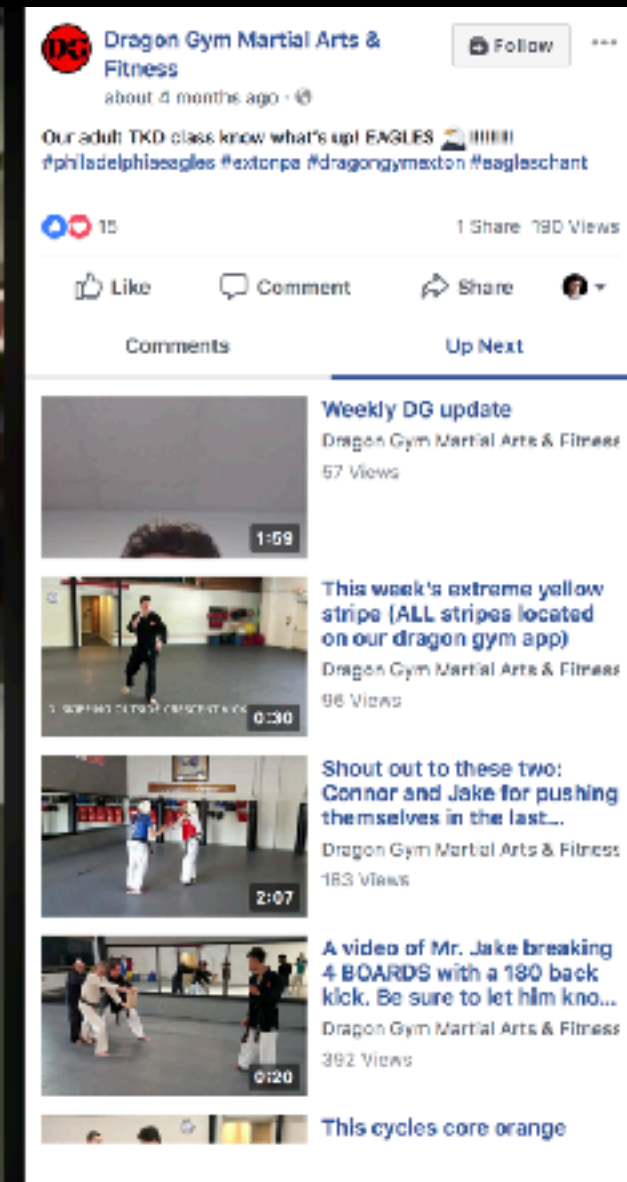 DG
Dragon Gym Martial Arts &
Fitness
Follow
about 4 months ago ·
Our adult TKD class know what's up! EAGLES
#philadelphiaeagles #extonpa #dragongymexton #eagleschant
15
1 Share 190 Views
Like
Comment
Share
Comments
Up Next
1:59
Weekly DG update
Dragon Gym Martial Arts & Fitness
57 Views
SKIPPING OUTSIDE CRESCENT KICK
0:30
This week's extreme yellow
stripe (ALL stripes located
on our dragon gym app)
Dragon Gym Martial Arts & Fitness
96 Views
2:07
Shout out to these two:
Connor and Jake for pushing
themselves in the last...
Dragon Gym Martial Arts & Fitness
163 Views
0:20
A video of Mr. Jake breaking
4 BOARDS with a 180 back
kick. Be sure to let him kno...
Dragon Gym Martial Arts & Fitness
392 Views
This cycles core orange